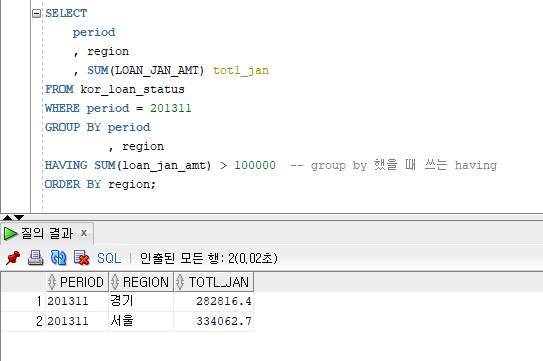 SELECT
period
, region
, SUM(LOAN_JAN_AMT) totl_jan
FROM kor_loan_status
WHERE period = 201311
GROUP BY period
, region
HAVING SUM(loan_jan_amt) > 100000  -- group by 했을 때 쓰는 having
ORDER BY region;
질의 결과 x
SQL | 인출된 모든 행: 2(0,02초)
PERIOD REGION TOTL_JAN
1 201311 경기 282816.4
2 201311 서울 334062.7